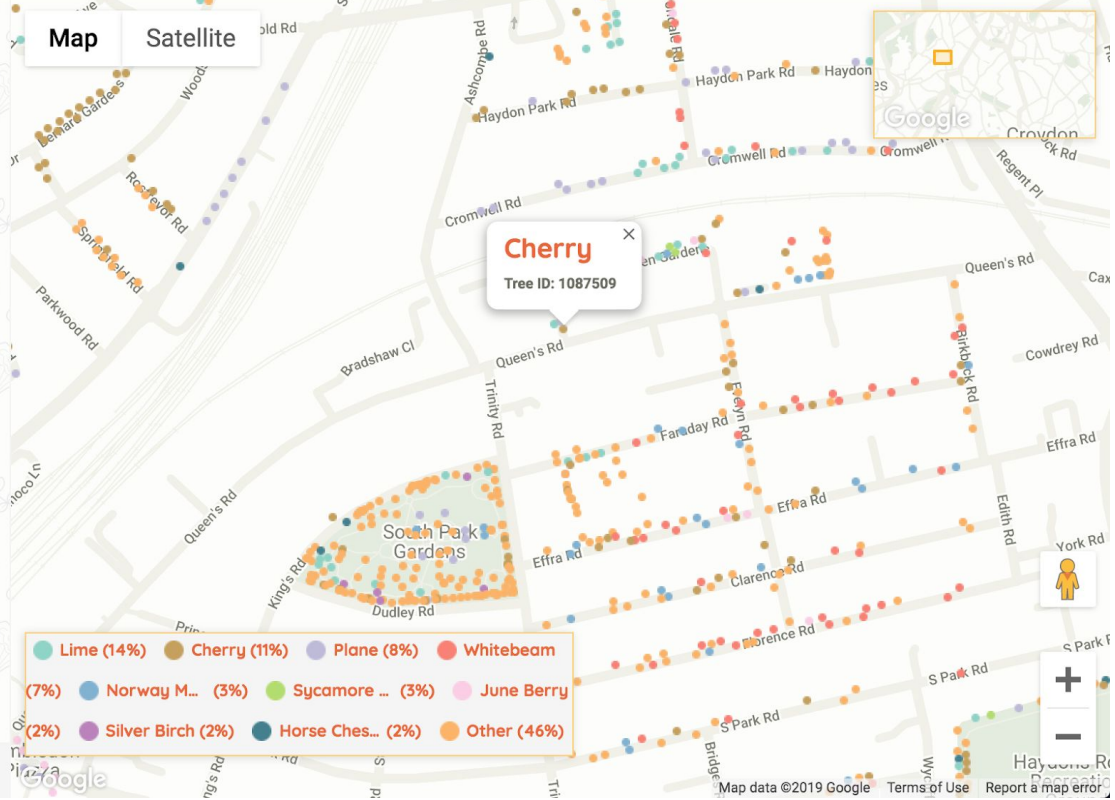 Map
Satellite
old Rd
Ashcombe Rd
Haydon Park Rd
Haydon
Google
Croydon
Haydon Park Rd
Cromwell Rd
Regent Pl
Rostrevor Rd
Cromwell Rd
Springfield Rd
Cherry
Tree ID: 1087509
en Gardens
Queen's Rd
Parkwood Rd
Bradshaw Cl
Queen's Rd
Cowdrey Rd
Birkbeck Rd
Trinity Rd
Evelyn Rd
Faraday Rd
Effra Rd
Queen's Rd
Effra Rd
Edith Rd
South Park
Gardens
Effra Rd
York Rd
King's Rd
Clarence Rd
Dudley Rd
Florence Rd
S Park Rd
S Park Rd
Lime (14%)
Cherry (11%)
Plane (8%)
Whitebeam
(7%)
Norway M... (3%)
Sycamore ... (3%)
June Berry
(2%)
Silver Birch (2%)
Horse Ches... (2%)
Other (46%)
Google
Map data ©2019 Google
Terms of Use
Report a map error